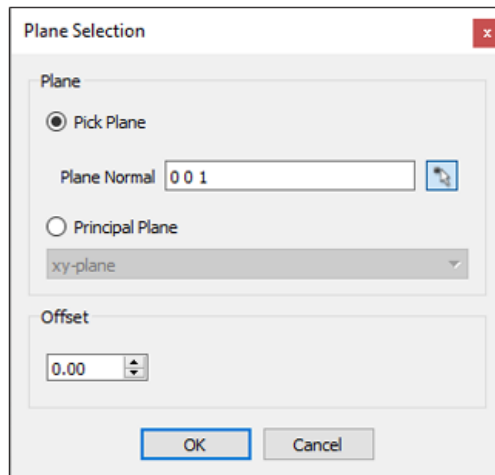 Plane Selection
x
Plane
Pick Plane
Plane Normal 0 0 1
Principal Plane
xy-plane
Offset
0.00
OK Cancel